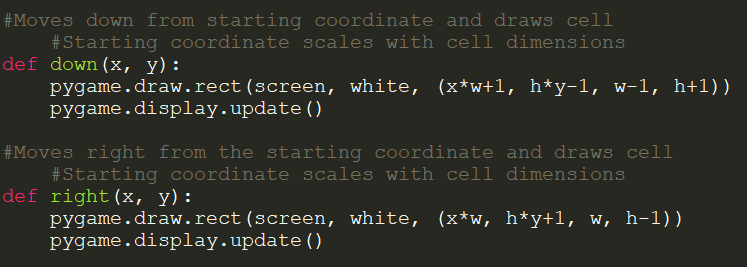 #Moves down from starting coordinate and draws cell
    #Starting coordinate scales with cell dimensions
def down(x, y):
    pygame.draw.rect(screen, white, (x*w+1, h*y-1, w-1, h+1))
    pygame.display.update()

#Moves right from the starting coordinate and draws cell
    #Starting coordinate scales with cell dimensions
def right(x, y):
    pygame.draw.rect(screen, white, (x*w, h*y+1, w, h-1))
    pygame.display.update()